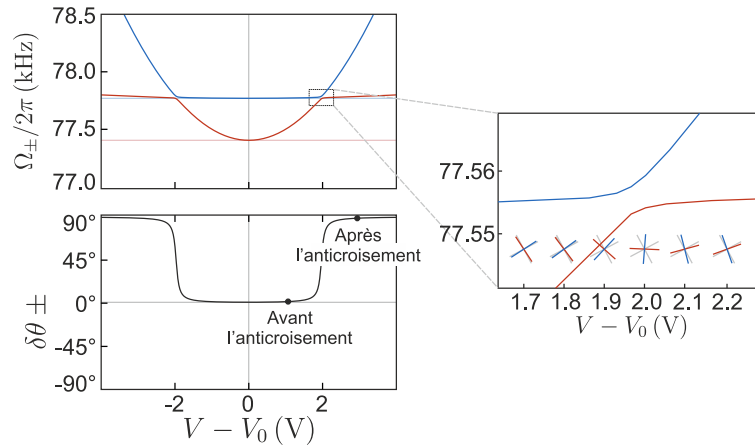 78.5
78.0
77.5
77.0
Ω±/2π (kHz)
90°
45°
0°
-45°
-90°
δθ ±
Après
l'anticroisement
Avant
l'anticroisement
-2
0
2
V − V₀ (V)
77.56
77.55
1.7
1.8
1.9
2.0
2.1
2.2
V − V₀ (V)